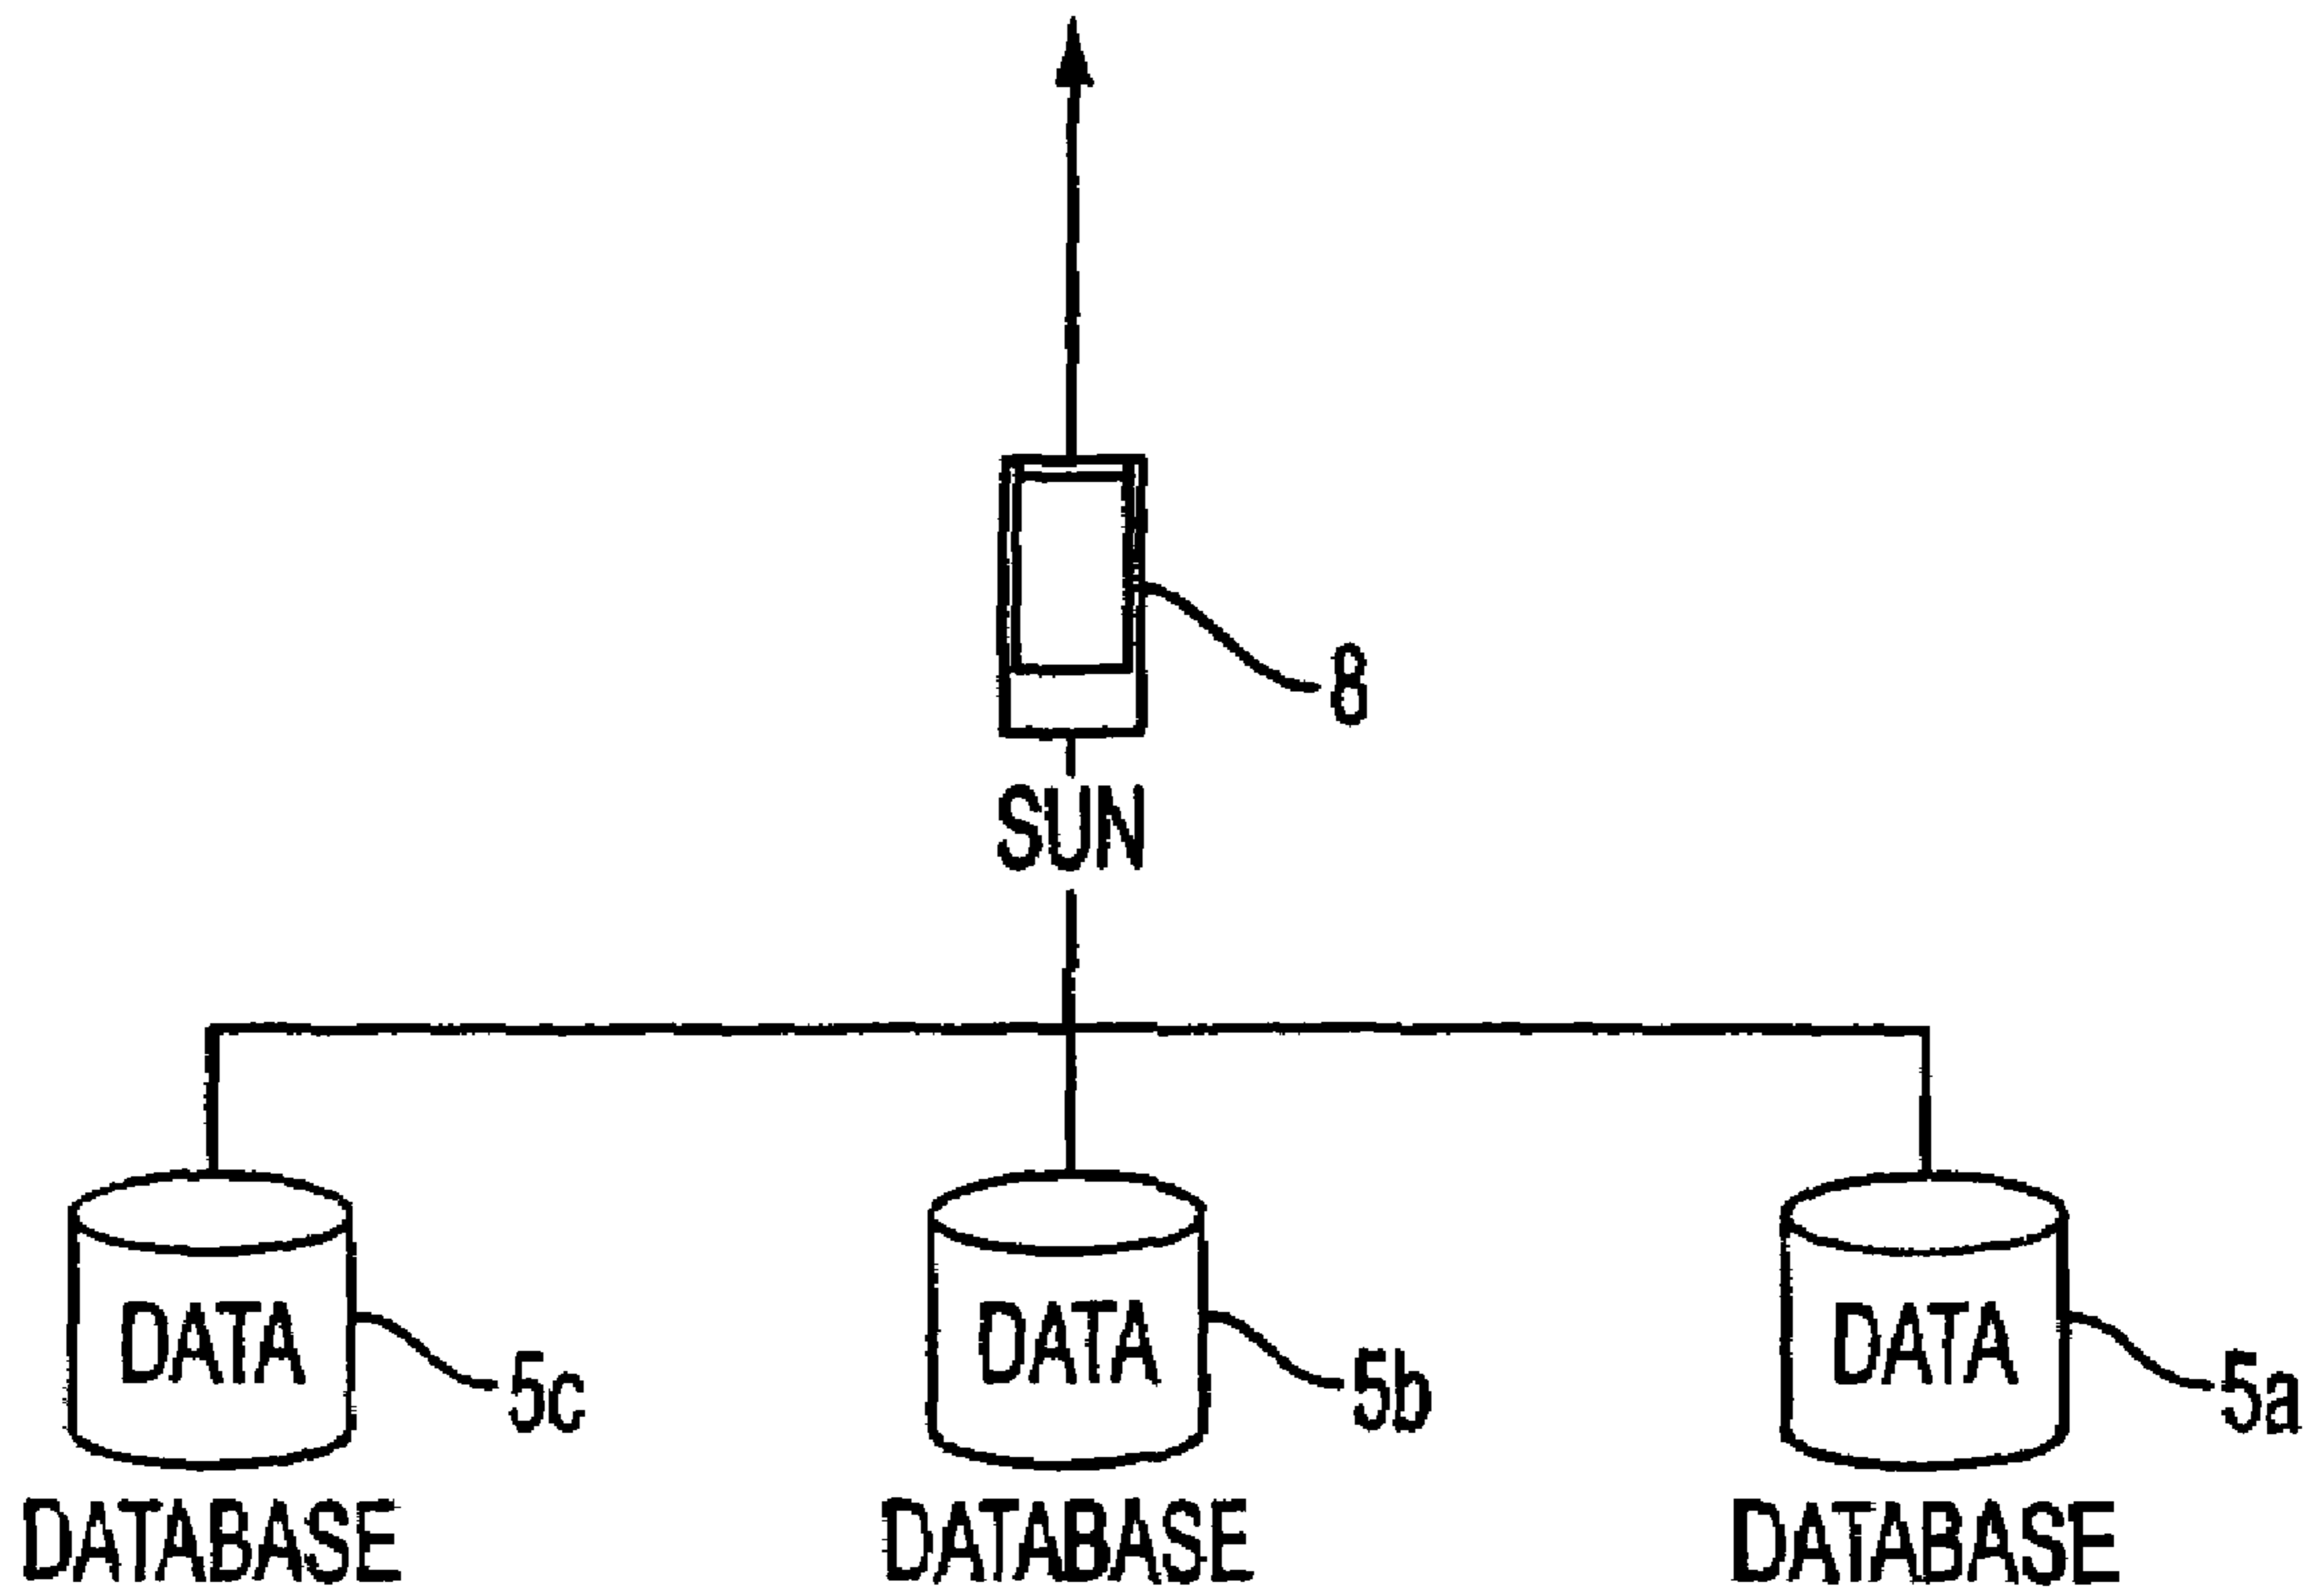 8
SUN
DATA DATA DATA
5c 5b 5a
DATABASE DATABASE DATABASE